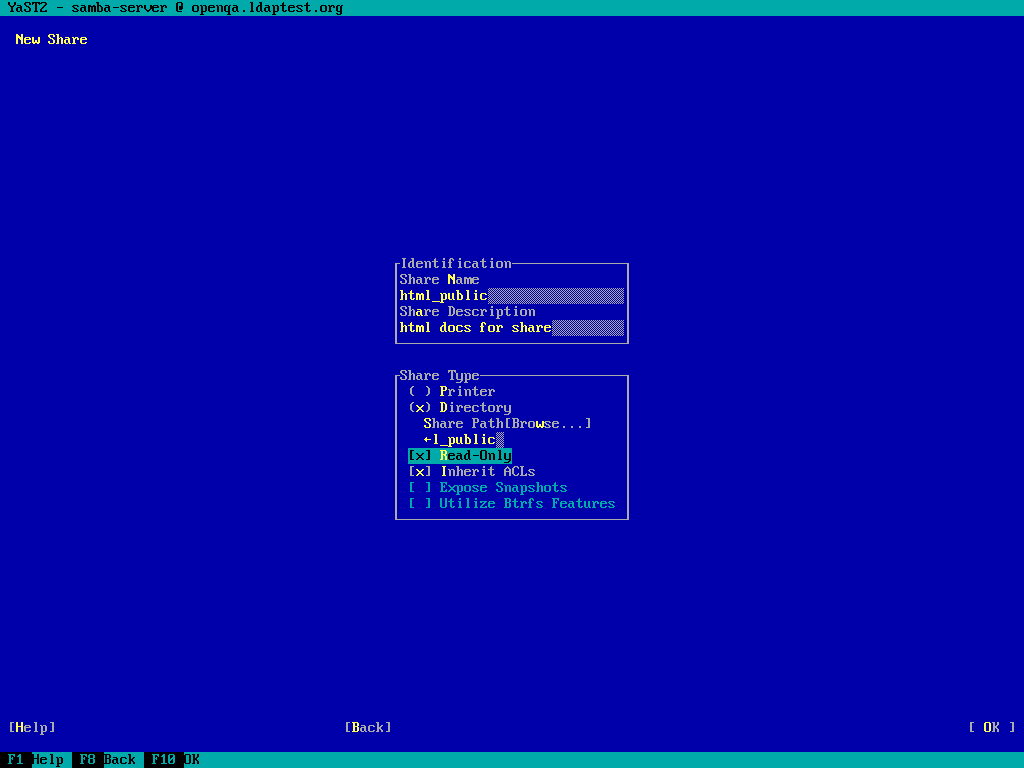 YaST2 - samba-server @ openqa.ldaptest.org
New Share
Identification
Share Name
html_public
Share Description
html docs for share
Share Type
( ) Printer
(x) Directory
Share Path[Browse...]
←l_public
[x] Read-Only
[x] Inherit ACLs
[ ] Expose Snapshots
[ ] Utilize Btrfs Features
[Help] [Back] [ OK ]
F1 Help F8 Back F10 OK